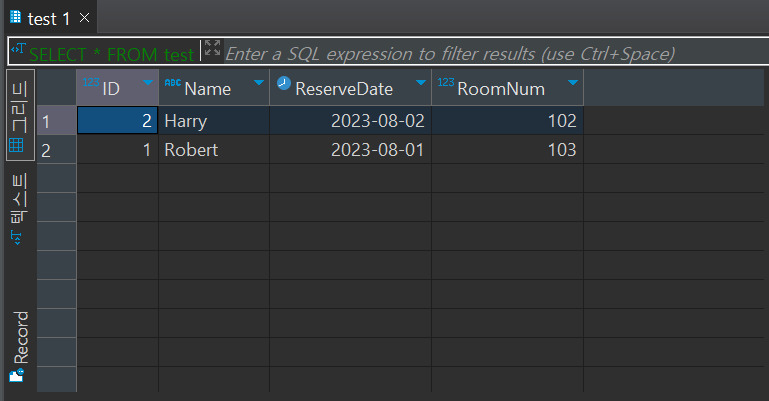 test 1
SELECT * FROM test Enter a SQL expression to filter results (use Ctrl+Space)
그리드
텍스트
Record
123 ID ABC Name ReserveDate 123 RoomNum
1 2 Harry 2023-08-02 102
2 1 Robert 2023-08-01 103